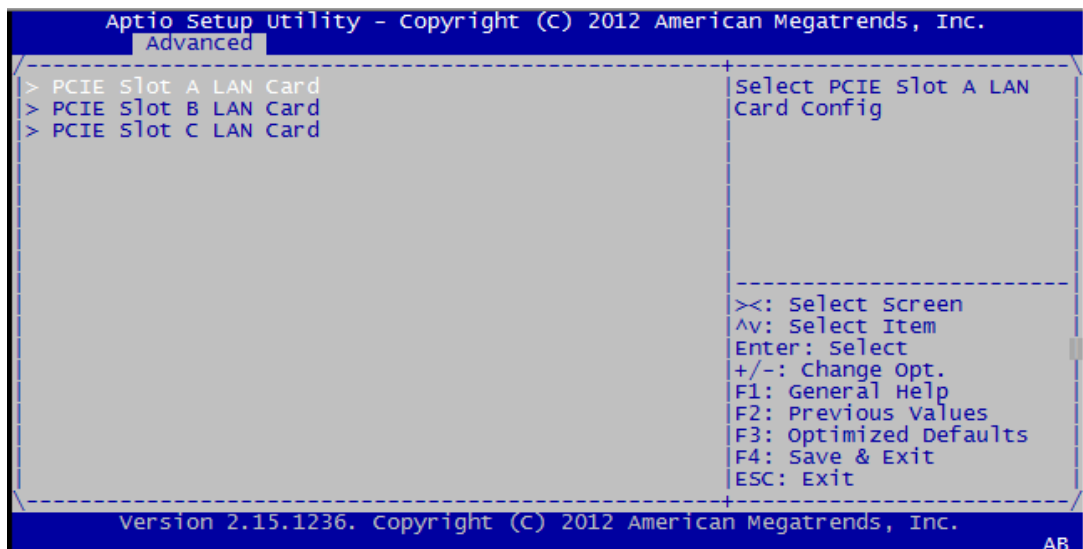 Aptio Setup Utility - Copyright (C) 2012 American Megatrends, Inc.
Advanced
> PCIE Slot A LAN Card
> PCIE Slot B LAN Card
> PCIE Slot C LAN Card
Select PCIE Slot A LAN
Card Config
><: Select Screen
^v: Select Item
Enter: Select
+/-: Change Opt.
F1: General Help
F2: Previous Values
F3: Optimized Defaults
F4: Save & Exit
ESC: Exit
Version 2.15.1236. Copyright (C) 2012 American Megatrends, Inc.
AB